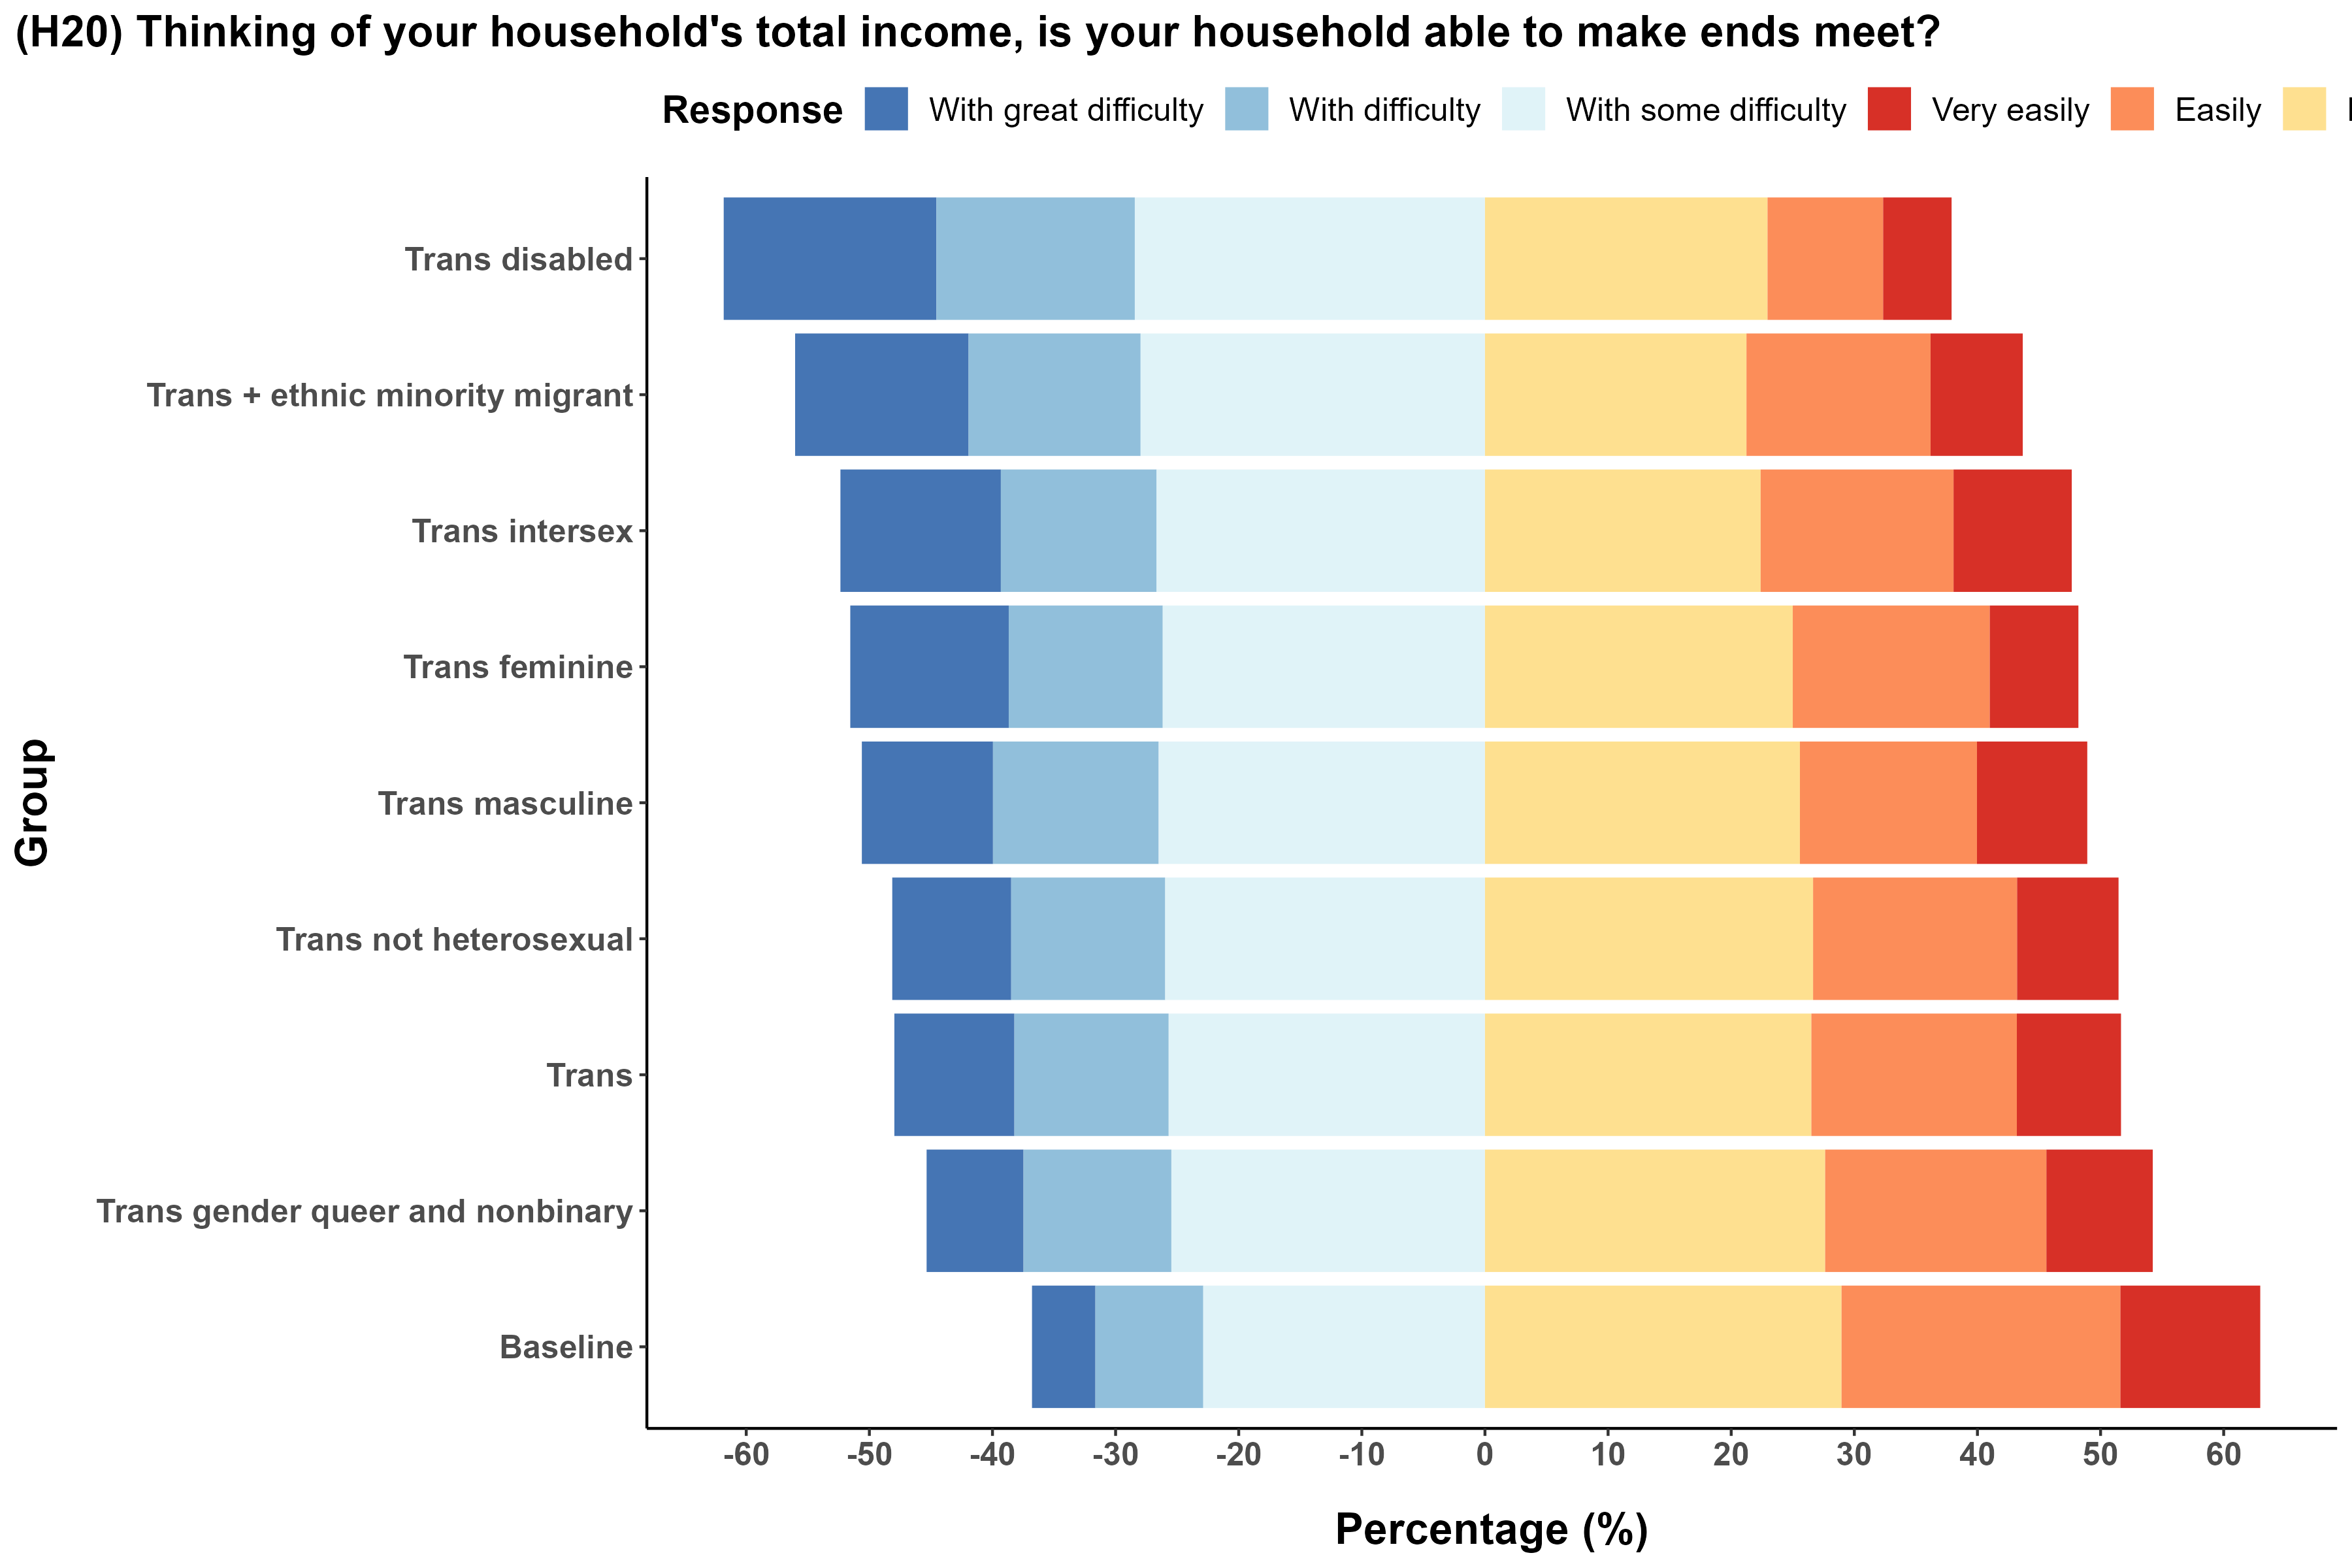 (H20) Thinking of your household's total income, is your household able to make ends meet?
Response With great difficulty With difficulty With some difficulty Very easily Easily
Trans disabled
Trans + ethnic minority migrant
Trans intersex
Trans feminine
Trans masculine
Trans not heterosexual
Trans
Trans gender queer and nonbinary
Baseline
Group
-60 -50 -40 -30 -20 -10 0 10 20 30 40 50 60
Percentage (%)